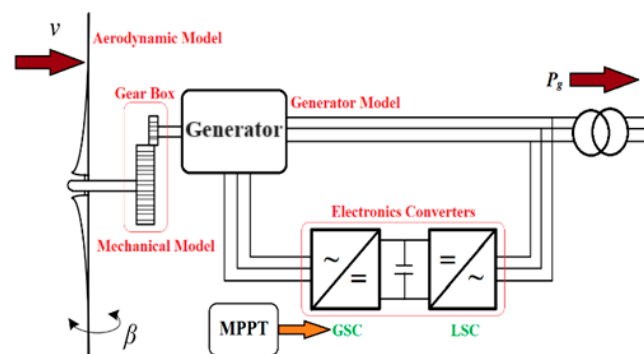 v
Aerodynamic Model
Gear Box
Generator Model
P_g
Generator
Electronics Converters
Mechanical Model
~
=
=
~
MPPT
GSC
LSC
β